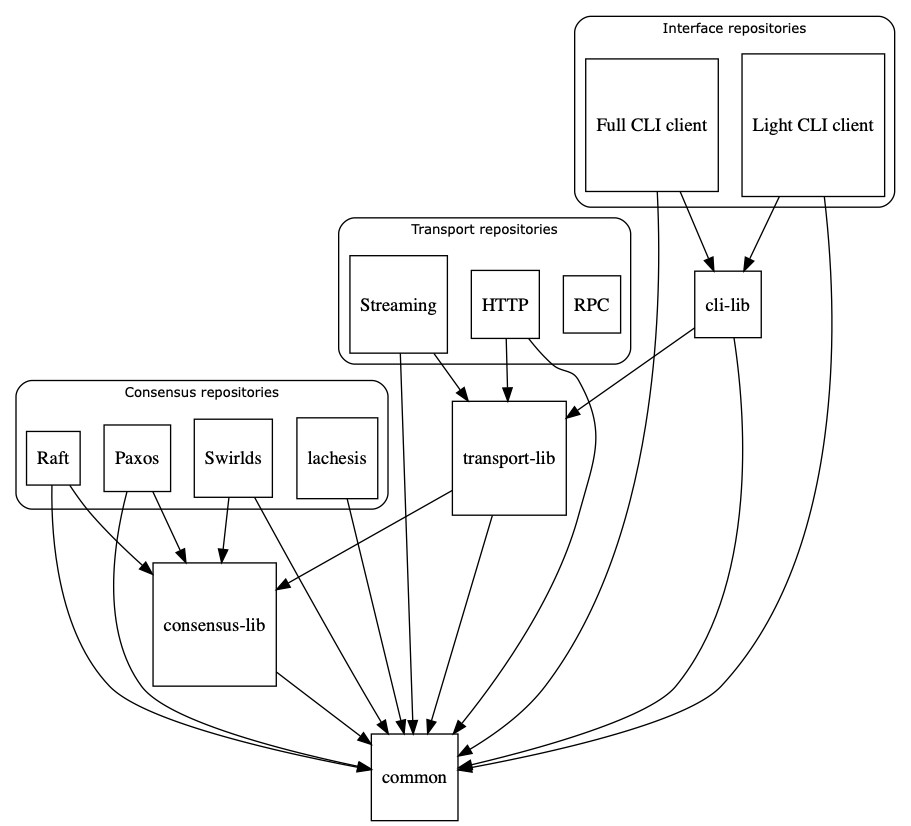 Interface repositories
Full CLI client
Light CLI client
Transport repositories
Streaming
HTTP
RPC
cli-lib
Consensus repositories
Raft
Paxos
Swirlds
lachesis
transport-lib
consensus-lib
common